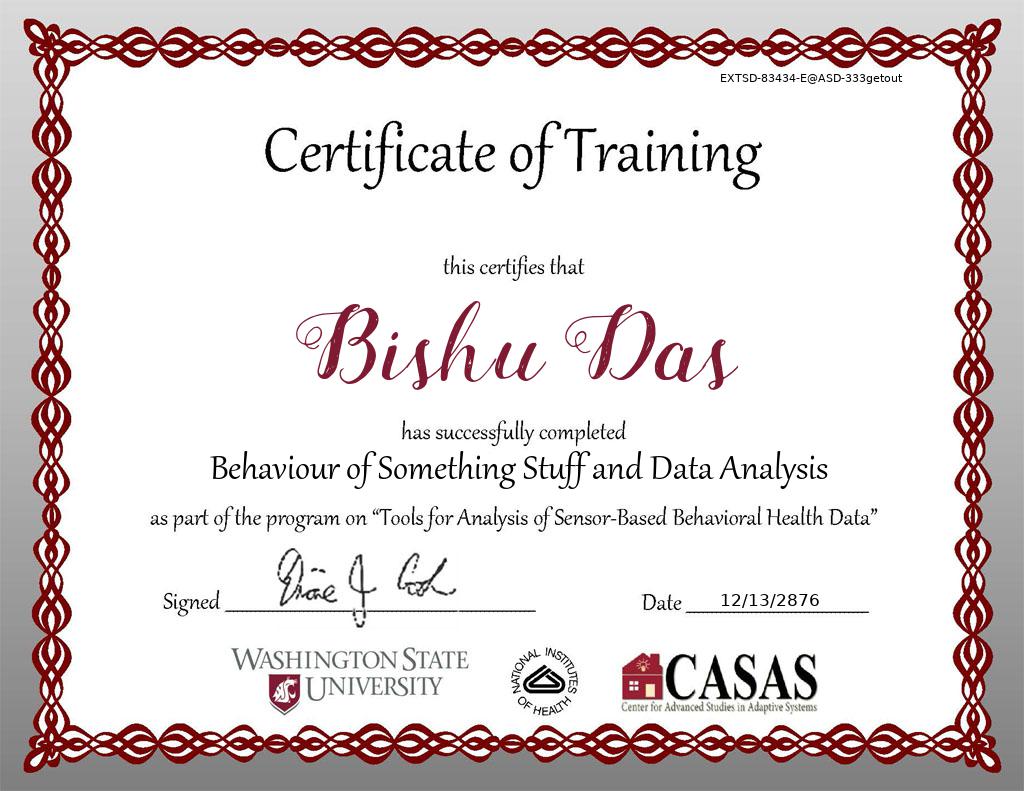 EXTSD-83434-E@ASD-333getout
Certificate of Training
this certifies that
Bishu Das
has successfully completed
Behaviour of Something Stuff and Data Analysis
as part of the program on “Tools for Analysis of Sensor-Based Behavioral Health Data”
Signed Diane J Cook
Date 12/13/2876
WASHINGTON STATE
UNIVERSITY
NATIONAL INSTITUTES
OF HEALTH
CASAS
Center for Advanced Studies in Adaptive Systems